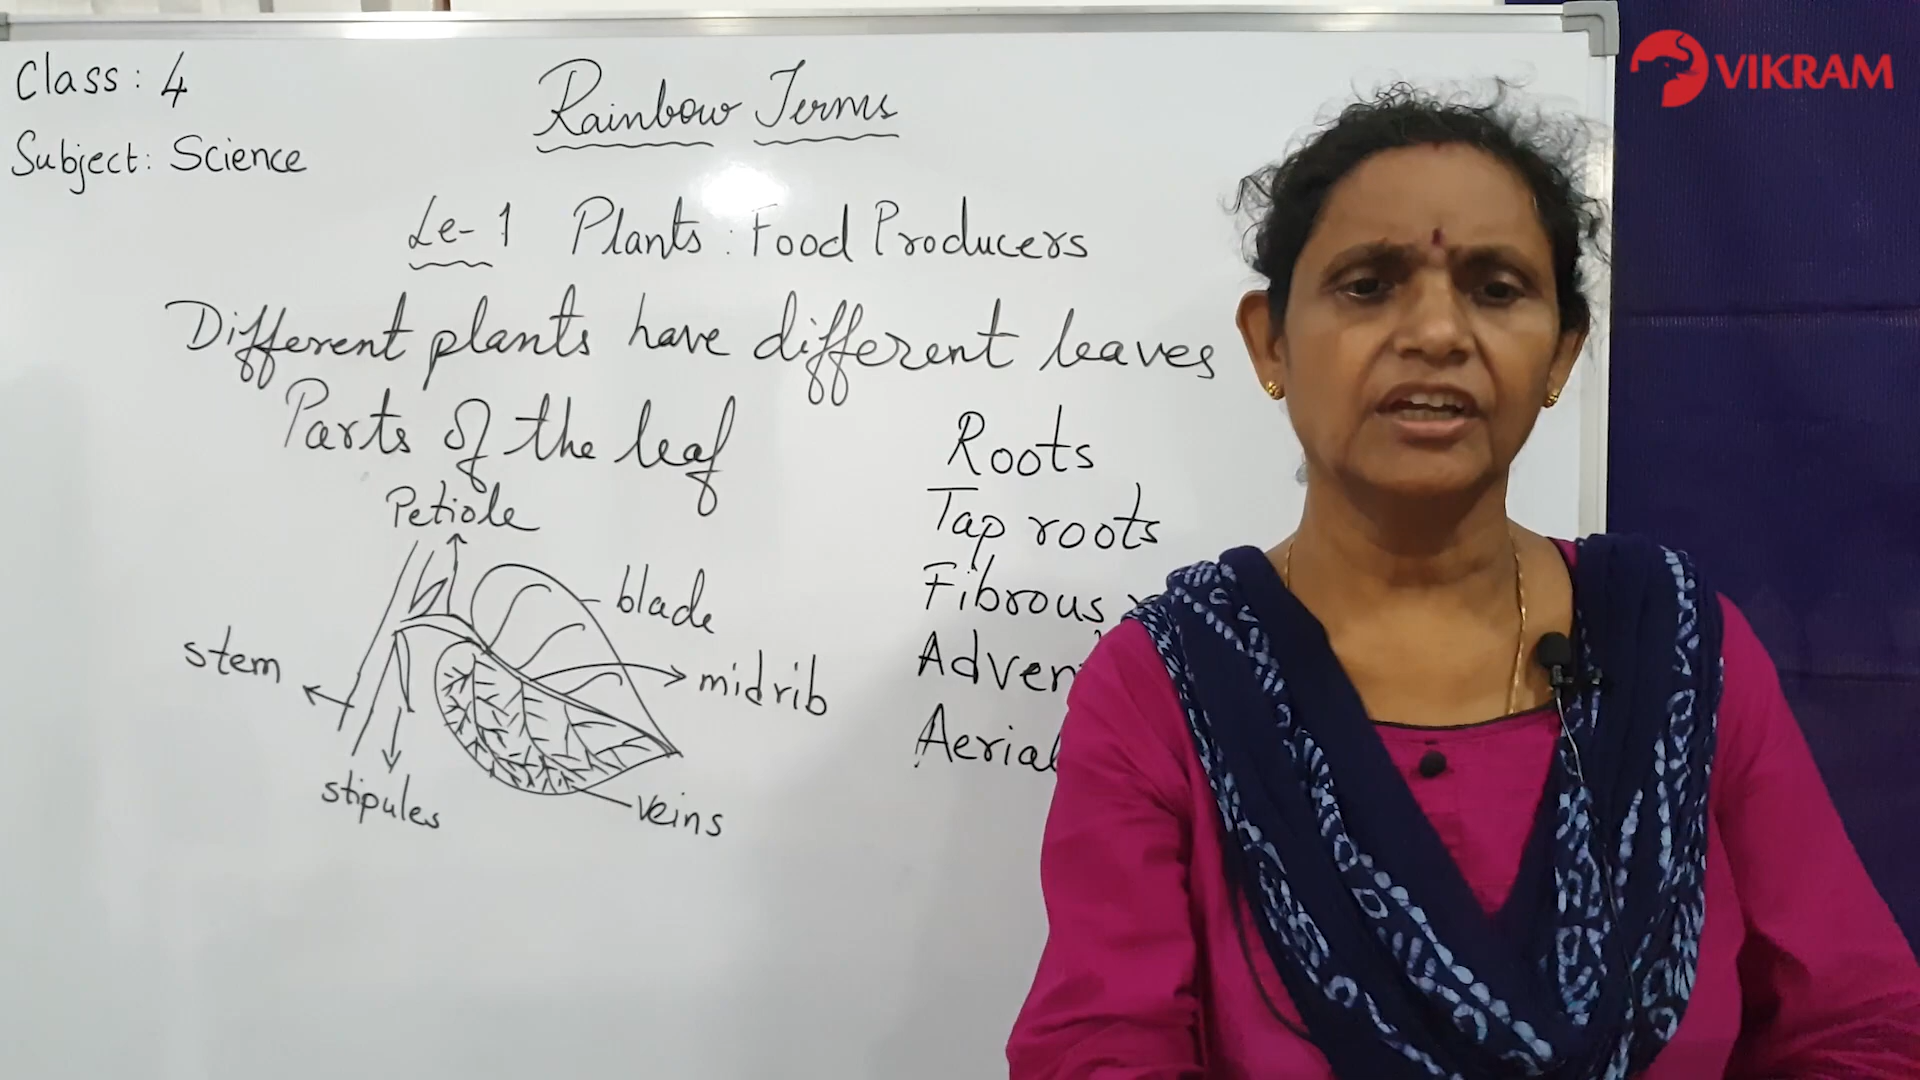 Class: 4
Subject: Science
Rainbow Terms
VIKRAM
Le-1 Plants: Food Producers
Different plants have different leaves
Parts of the leaf
Petiole
blade
stem
midrib
stipules
veins
Roots
Tap roots
Fibrous
Aerial